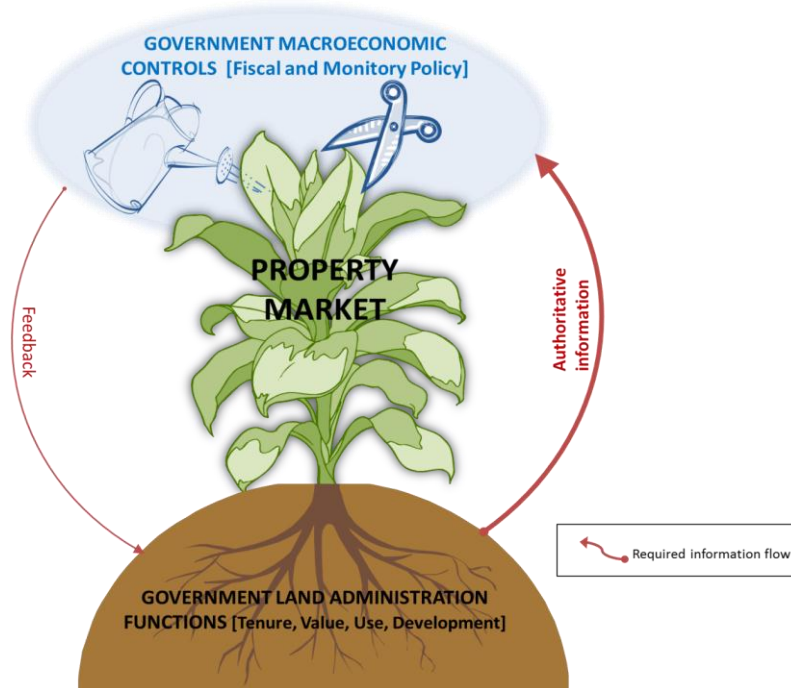 GOVERNMENT MACROECONOMIC
CONTROLS [Fiscal and Monitory Policy]
PROPERTY
MARKET
Feedback
Authoritative
information
Required information flow
GOVERNMENT LAND ADMINISTRATION
FUNCTIONS [Tenure, Value, Use, Development]